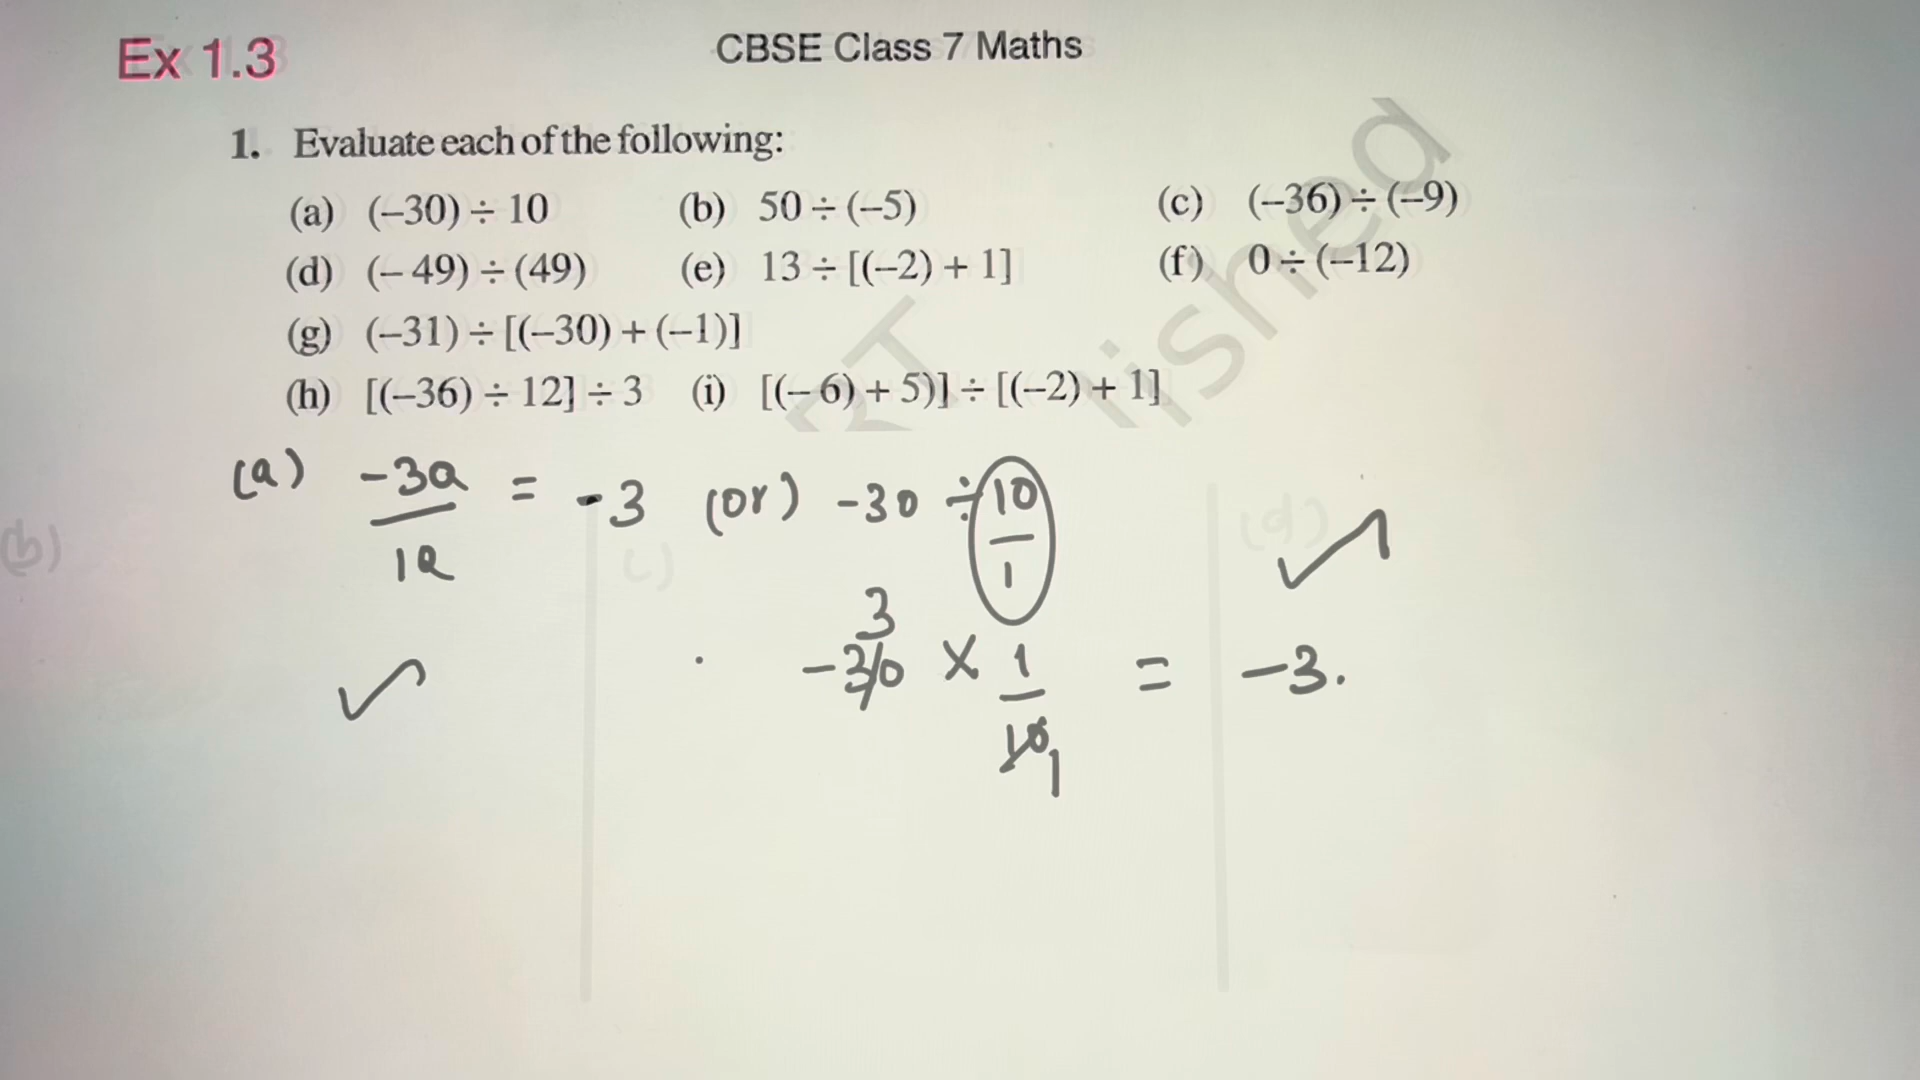 Ex 1.3
CBSE Class 7 Maths
1. Evaluate each of the following:
(a) (–30) ÷ 10 (b) 50 ÷ (–5) (c) (–36) ÷ (–9)
(d) (– 49) ÷ (49) (e) 13 ÷ [(–2) + 1] (f) 0 ÷ (–12)
(g) (–31) ÷ [(–30) + (–1)]
(h) [(–36) ÷ 12] ÷ 3 (i) [(– 6) + 5)] ÷ [(–2) + 1]
(a) -30/10 = -3 (or) -30 ÷ 10/1
3
-30 × 1/10 = -3.
1
(b) (c) (d)